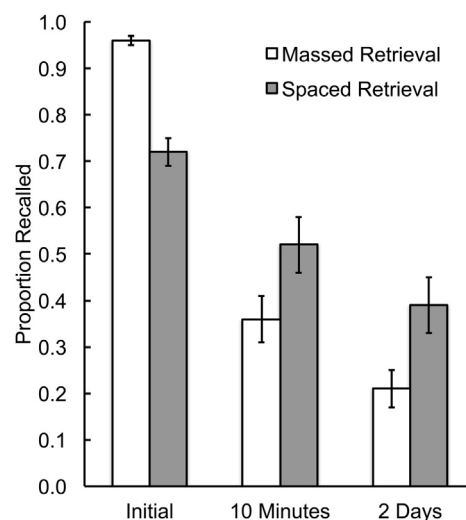 1.0
0.9
0.8
0.7
0.6
0.5
0.4
0.3
0.2
0.1
0.0
Proportion Recalled
Massed Retrieval
Spaced Retrieval
Initial 10 Minutes 2 Days